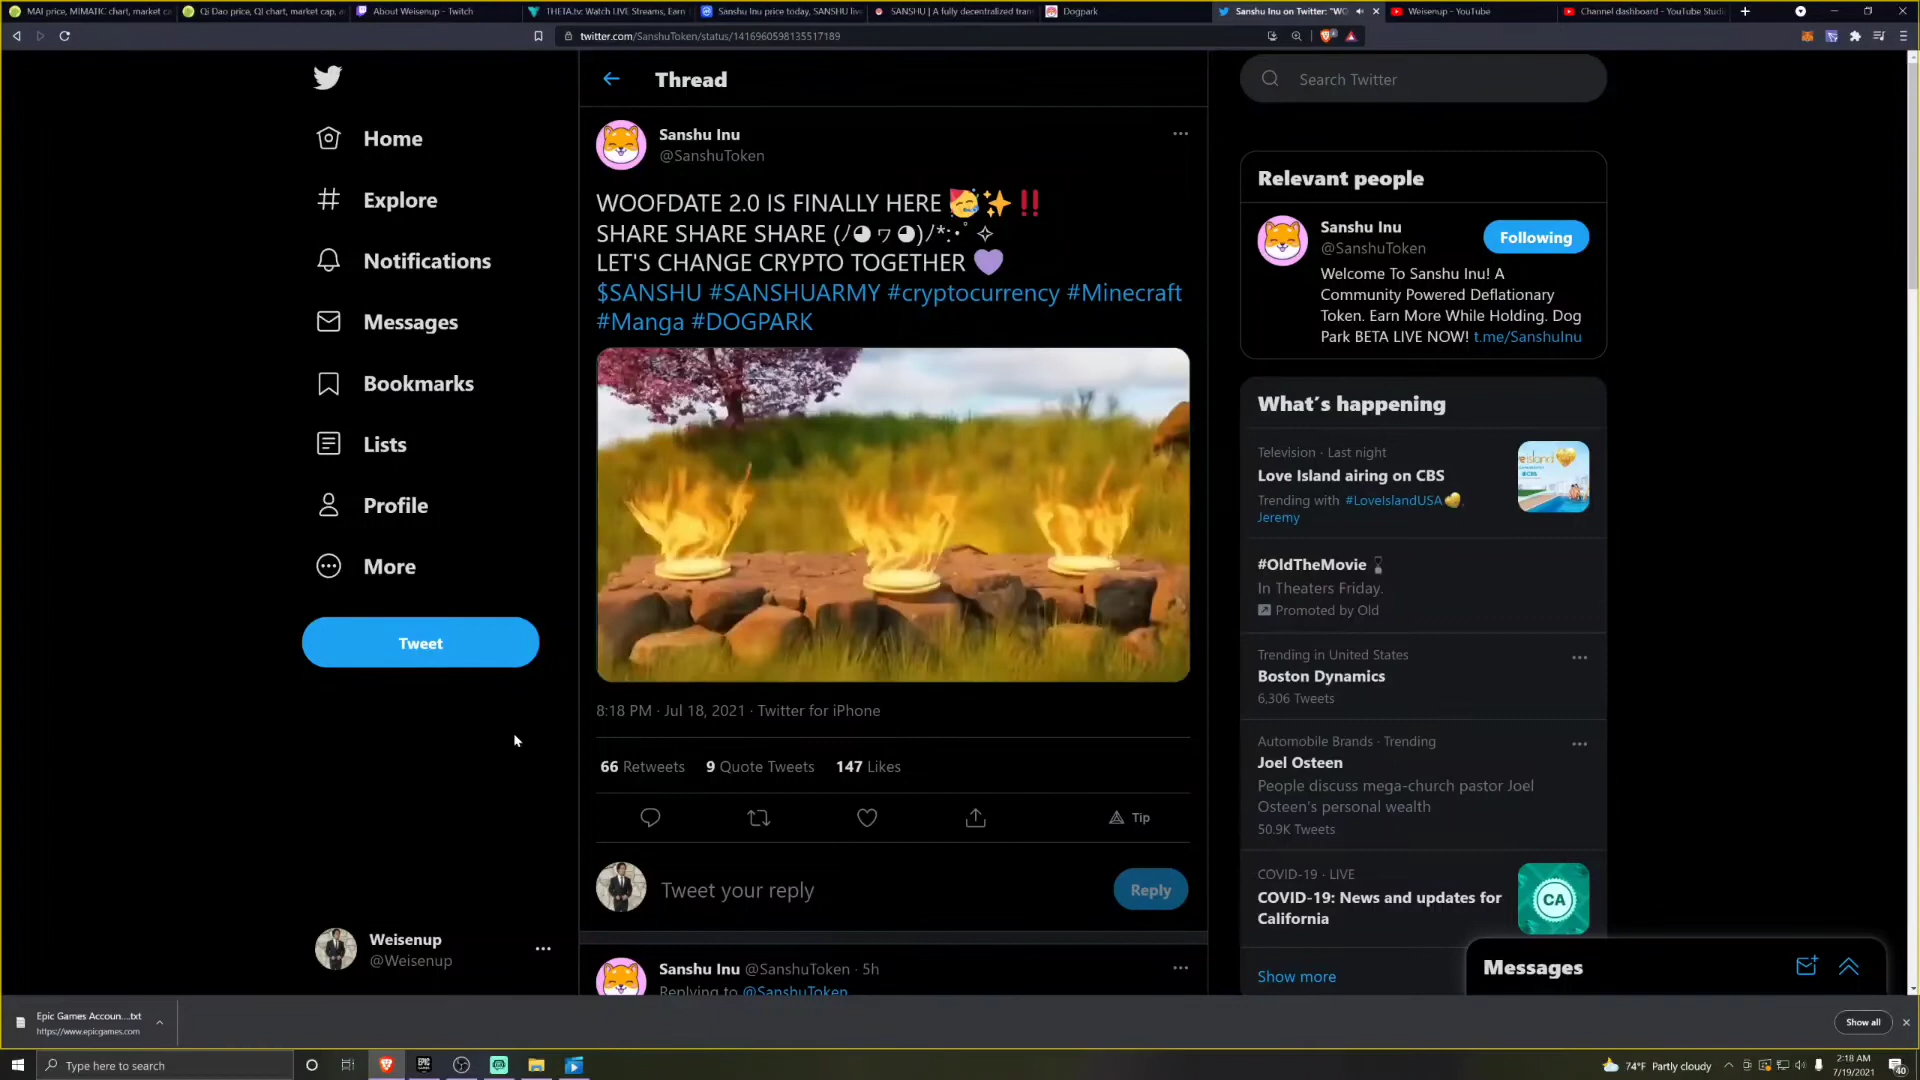 MAI price, MIMATIC chart, market ca
Qi Dao price, QI chart, market cap, a
About Weisenup - Twitch
THETA.tv: Watch LIVE Streams, Earn
Sanshu Inu price today, SANSHU live
SANSHU | A fully decentralized tran
Dogpark
Sanshu Inu on Twitter: "WO
Weisenup - YouTube
Channel dashboard - YouTube Studi
twitter.com/SanshuToken/status/1416960598135517189
Thread
Search Twitter
Home
Explore
Notifications
Messages
Bookmarks
Lists
Profile
More
Tweet
Weisenup
@Weisenup
Sanshu Inu
@SanshuToken
WOOFDATE 2.0 IS FINALLY HERE 🥳✨‼️
SHARE SHARE SHARE (ﾉ◕ヮ◕)ﾉ*:・ﾟ✧
LET'S CHANGE CRYPTO TOGETHER 💜
$SANSHU #SANSHUARMY #cryptocurrency #Minecraft
#Manga #DOGPARK
8:18 PM · Jul 18, 2021 · Twitter for iPhone
66 Retweets 9 Quote Tweets 147 Likes
Tip
Tweet your reply
Reply
Sanshu Inu @SanshuToken · 5h
Replying to @SanshuToken
Relevant people
Sanshu Inu
@SanshuToken
Following
Welcome To Sanshu Inu! A
Community Powered Deflationary
Token. Earn More While Holding. Dog
Park BETA LIVE NOW! t.me/SanshuInu
What's happening
Television · Last night
Love Island airing on CBS
Trending with #LoveIslandUSA💛,
Jeremy
#OldTheMovie
In Theaters Friday.
Promoted by Old
Trending in United States
Boston Dynamics
6,306 Tweets
Automobile Brands · Trending
Joel Osteen
People discuss mega-church pastor Joel
Osteen's personal wealth
50.9K Tweets
COVID-19 · LIVE
COVID-19: News and updates for
California
CA
Show more
Messages
Epic Games Accoun....txt
https://www.epicgames.com
Show all
Type here to search
74°F Partly cloudy
2:18 AM
7/19/2021
40